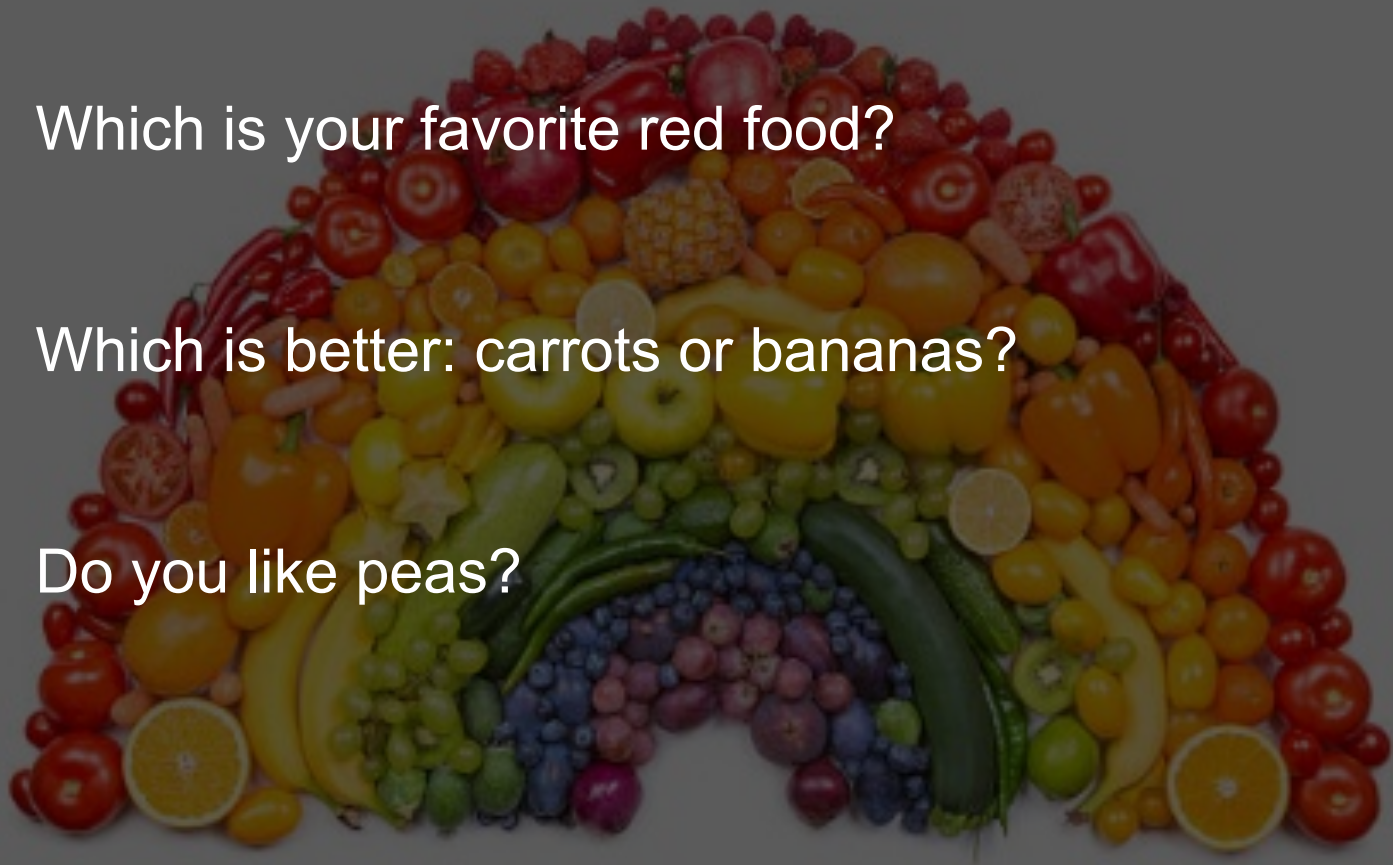 Which is your favorite red food?
Which is better: carrots or bananas?
Do you like peas?